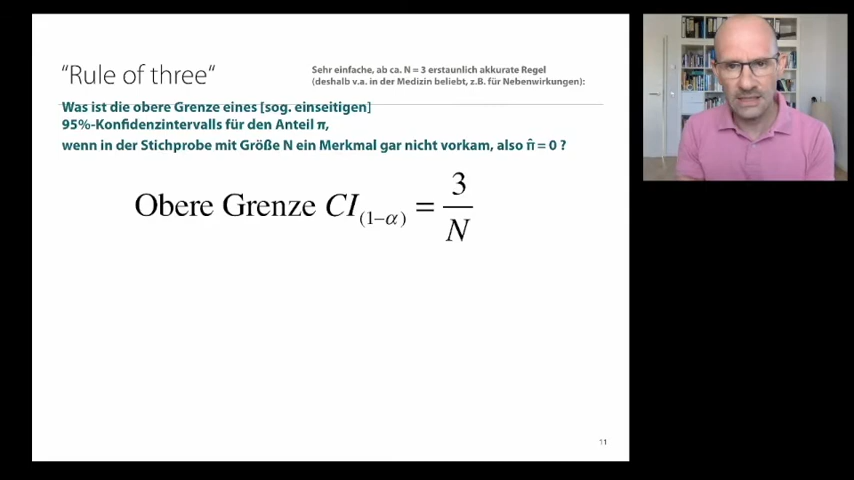 “Rule of three“
Sehr einfache, ab ca. N = 3 erstaunlich akkurate Regel
(deshalb v.a. in der Medizin beliebt, z.B. für Nebenwirkungen):
Was ist die obere Grenze eines [sog. einseitigen]
95%-Konfidenzintervalls für den Anteil π,
wenn in der Stichprobe mit Größe N ein Merkmal gar nicht vorkam, also π̂ = 0 ?
Obere Grenze CI(1−α) = 3/N
11